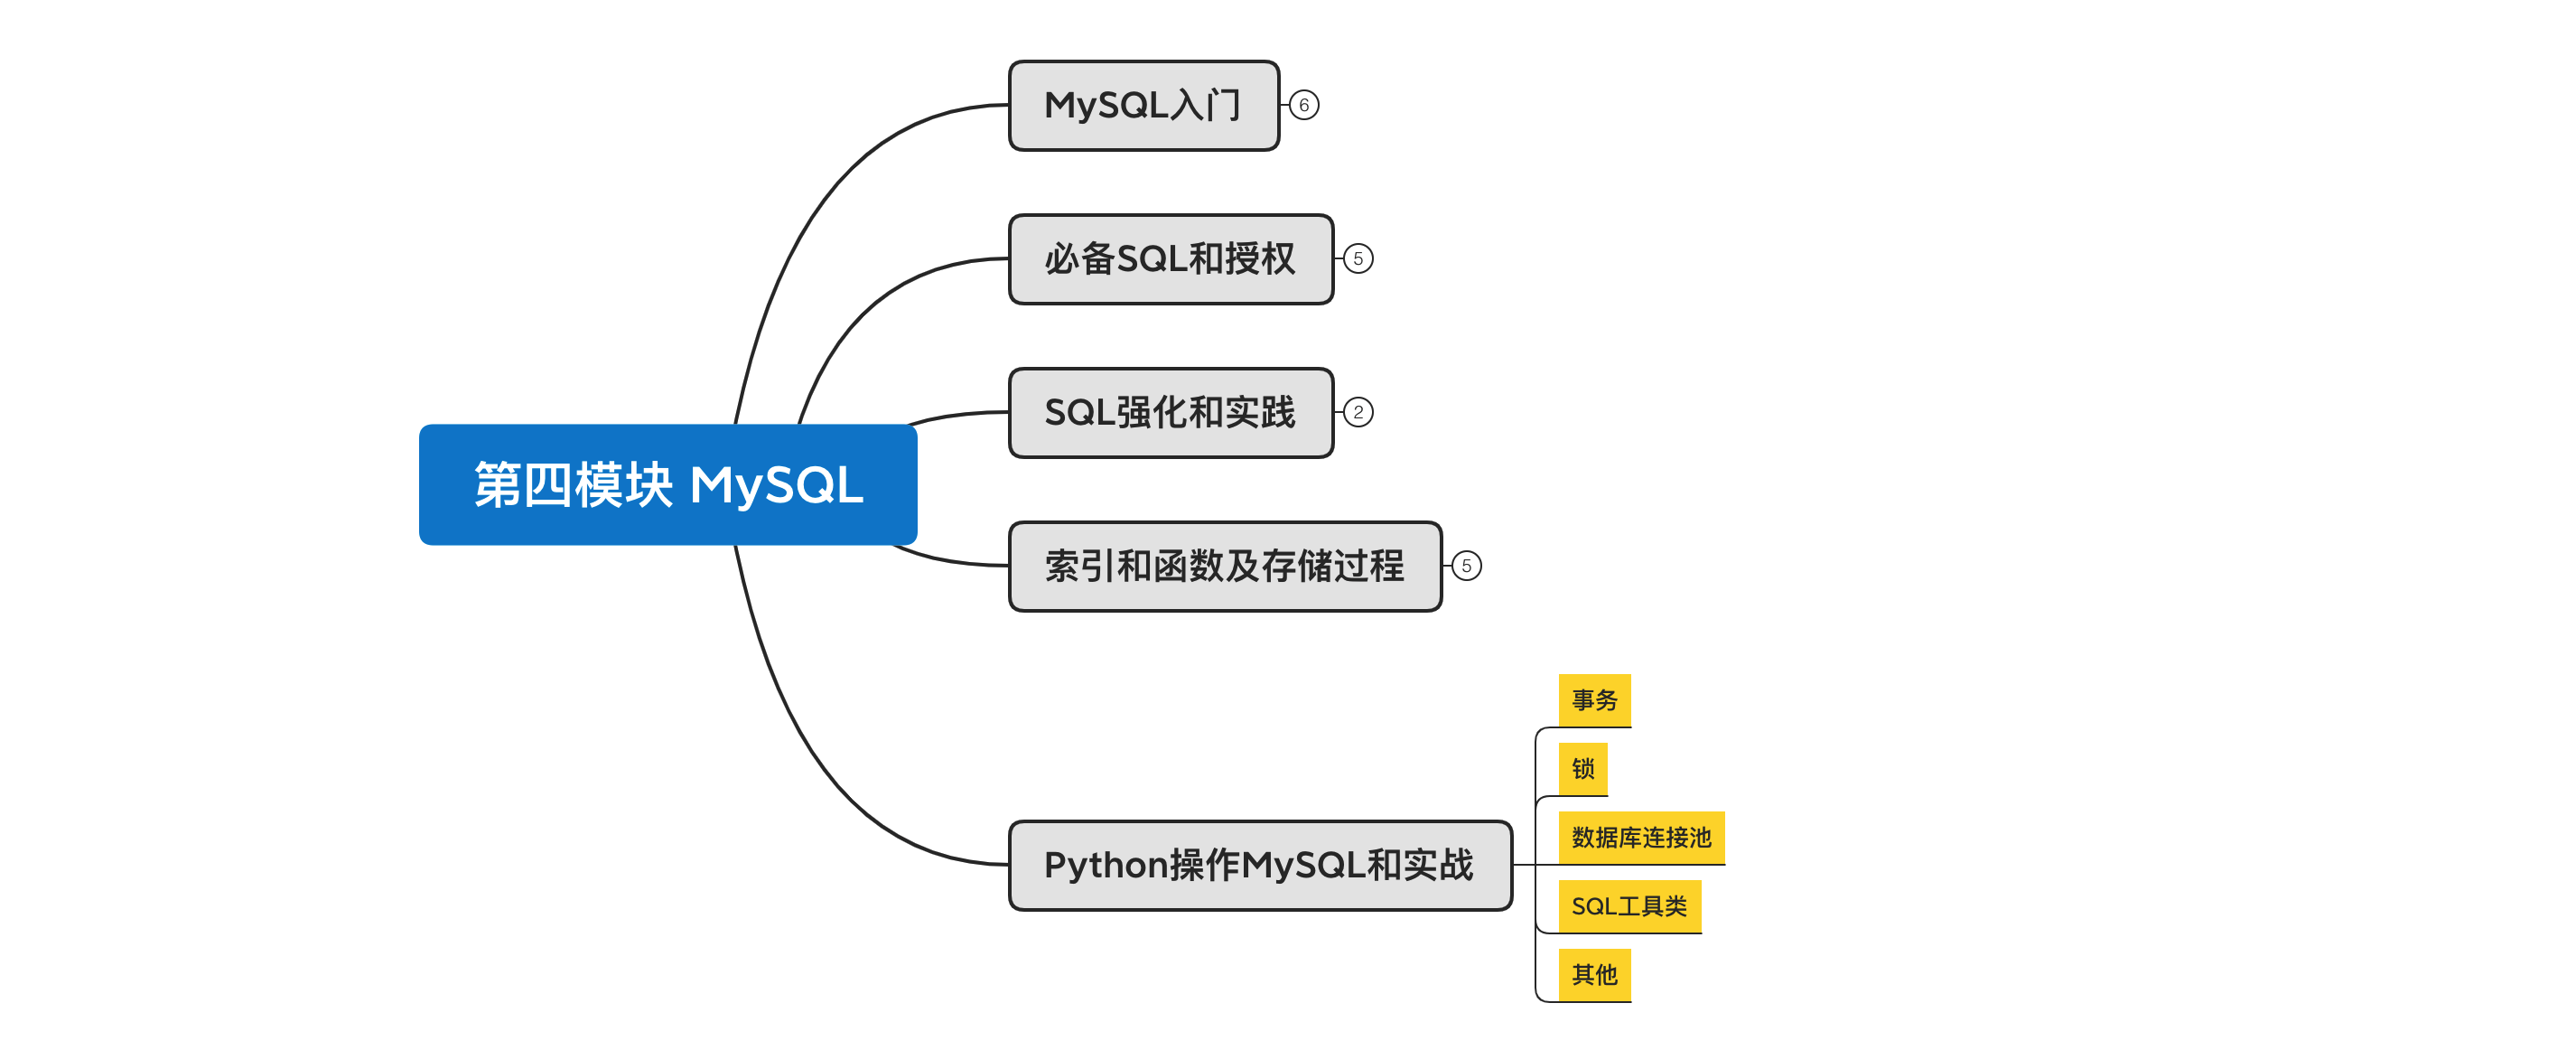 MySQL入门
6
必备SQL和授权
5
SQL强化和实践
2
第四模块 MySQL
索引和函数及存储过程
5
Python操作MySQL和实战
事务
锁
数据库连接池
SQL工具类
其他